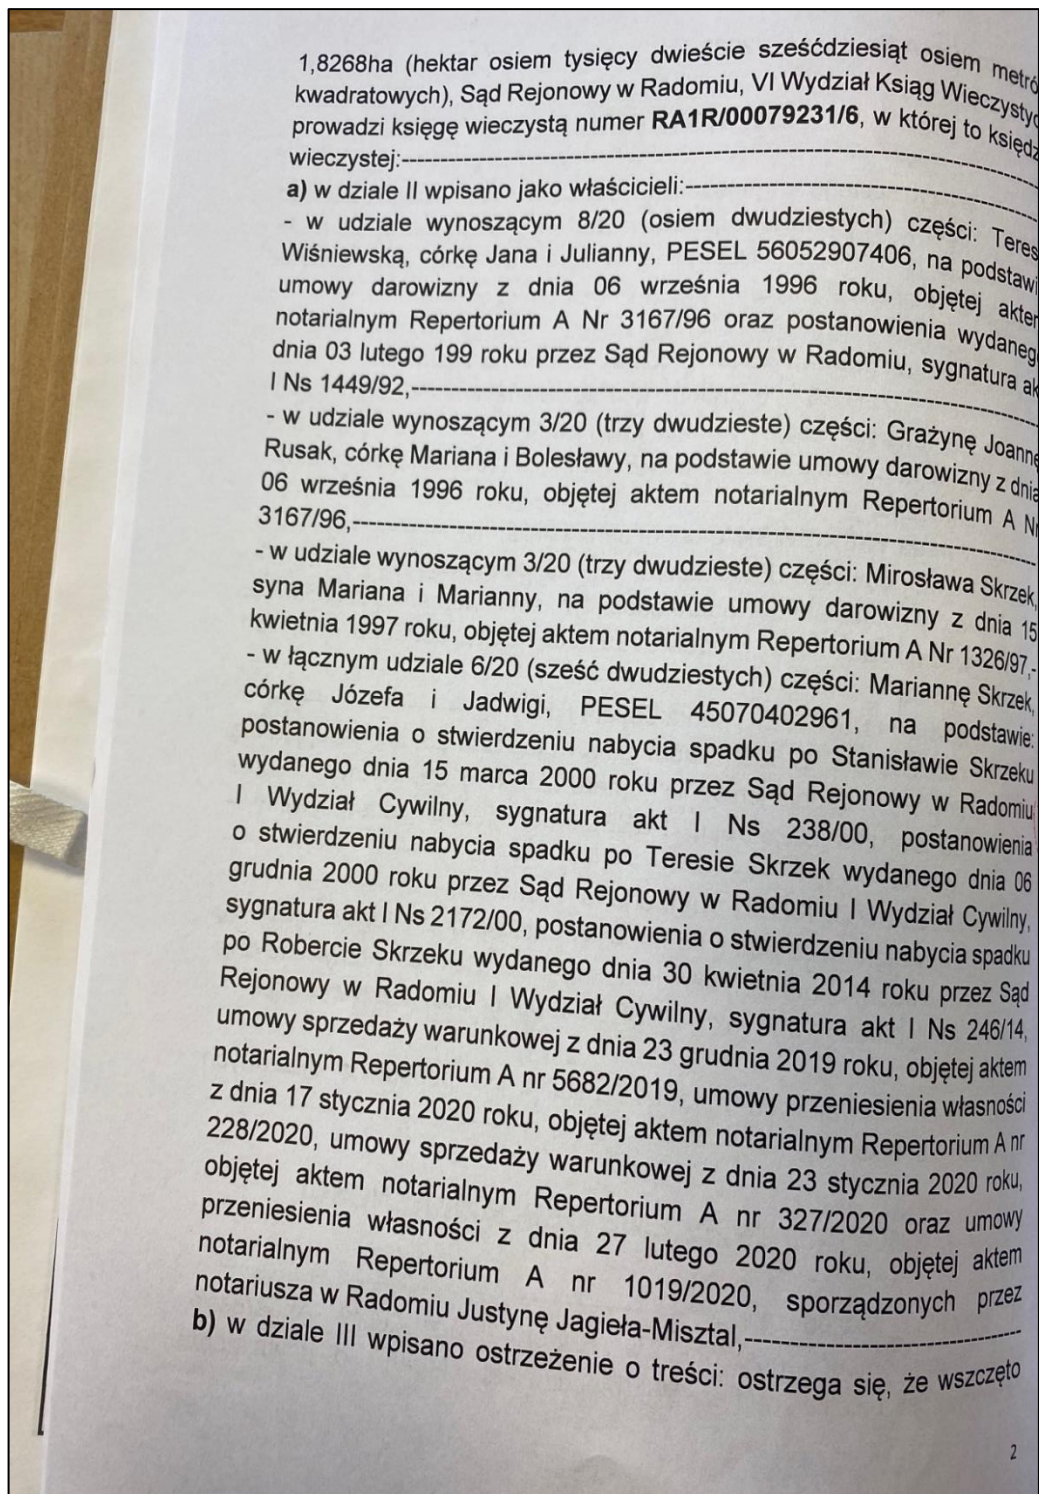 1,8268ha (hektar osiem tysięcy dwieście sześćdziesiąt osiem metró
kwadratowych), Sąd Rejonowy w Radomiu, VI Wydział Ksiąg Wieczystyc
prowadzi księgę wieczystą numer RA1R/00079231/6, w której to księdz
wieczystej:-----------------------------------------------------------------------------------
a) w dziale II wpisano jako właścicieli:----------------------------------------------
- w udziale wynoszącym 8/20 (osiem dwudziestych) części: Teres
Wiśniewską, córkę Jana i Julianny, PESEL 56052907406, na podstawi
umowy darowizny z dnia 06 września 1996 roku, objętej akter
notarialnym Repertorium A Nr 3167/96 oraz postanowienia wydaneg
dnia 03 lutego 199 roku przez Sąd Rejonowy w Radomiu, sygnatura ak
I Ns 1449/92,--------------------------------------------------------------------------------
- w udziale wynoszącym 3/20 (trzy dwudzieste) części: Grażynę Joannę
Rusak, córkę Mariana i Bolesławy, na podstawie umowy darowizny z dnia
06 września 1996 roku, objętej aktem notarialnym Repertorium A Nr
3167/96,---------------------------------------------------------------------------------------
- w udziale wynoszącym 3/20 (trzy dwudzieste) części: Mirosława Skrzek,
syna Mariana i Marianny, na podstawie umowy darowizny z dnia 15
kwietnia 1997 roku, objętej aktem notarialnym Repertorium A Nr 1326/97,-
- w łącznym udziale 6/20 (sześć dwudziestych) części: Mariannę Skrzek,
córkę Józefa i Jadwigi, PESEL 45070402961, na podstawie:
postanowienia o stwierdzeniu nabycia spadku po Stanisławie Skrzeku
wydanego dnia 15 marca 2000 roku przez Sąd Rejonowy w Radomiu
I Wydział Cywilny, sygnatura akt I Ns 238/00, postanowienia
o stwierdzeniu nabycia spadku po Teresie Skrzek wydanego dnia 06
grudnia 2000 roku przez Sąd Rejonowy w Radomiu I Wydział Cywilny,
sygnatura akt I Ns 2172/00, postanowienia o stwierdzeniu nabycia spadku
po Robercie Skrzeku wydanego dnia 30 kwietnia 2014 roku przez Sąd
Rejonowy w Radomiu I Wydział Cywilny, sygnatura akt I Ns 246/14,
umowy sprzedaży warunkowej z dnia 23 grudnia 2019 roku, objętej aktem
notarialnym Repertorium A nr 5682/2019, umowy przeniesienia własności
z dnia 17 stycznia 2020 roku, objętej aktem notarialnym Repertorium A nr
228/2020, umowy sprzedaży warunkowej z dnia 23 stycznia 2020 roku,
objętej aktem notarialnym Repertorium A nr 327/2020 oraz umowy
przeniesienia własności z dnia 27 lutego 2020 roku, objętej aktem
notarialnym Repertorium A nr 1019/2020, sporządzonych przez
notariusza w Radomiu Justynę Jagieła-Misztal,-----------------------------------
b) w dziale III wpisano ostrzeżenie o treści: ostrzega się, że wszczęto
2